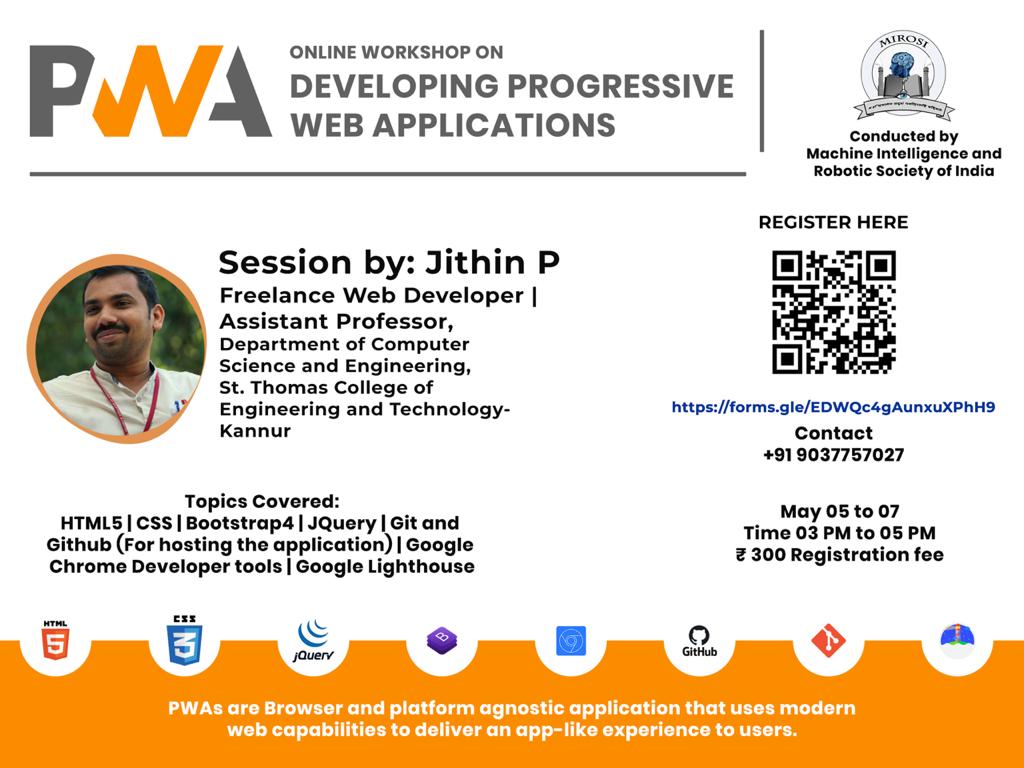 PWA
ONLINE WORKSHOP ON
DEVELOPING PROGRESSIVE
WEB APPLICATIONS
MIROSI
Conducted by
Machine Intelligence and
Robotic Society of India
REGISTER HERE
https://forms.gle/EDWQc4gAunxuXPhH9
Contact
+91 9037757027
Session by: Jithin P
Freelance Web Developer |
Assistant Professor,
Department of Computer
Science and Engineering,
St. Thomas College of
Engineering and Technology-
Kannur
Topics Covered:
HTML5 | CSS | Bootstrap4 | JQuery | Git and
Github (For hosting the application) | Google
Chrome Developer tools | Google Lighthouse
May 05 to 07
Time 03 PM to 05 PM
₹ 300 Registration fee
HTML
5
CSS
3
jQuery
B
GitHub
PWAs are Browser and platform agnostic application that uses modern
web capabilities to deliver an app-like experience to users.